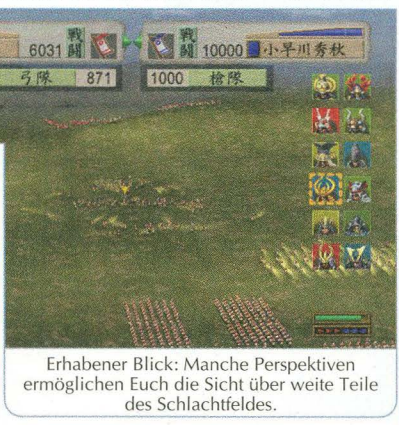 6031 戦闘 戦闘 10000 小早川秀秋
弓隊 871 1000 槍隊
Erhabener Blick: Manche Perspektiven
ermöglichen Euch die Sicht über weite Teile
des Schlachtfeldes.